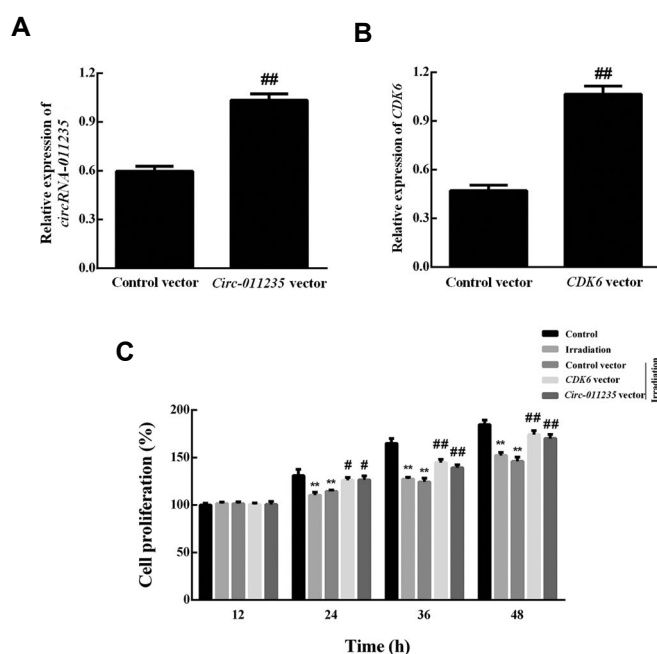 A
Relative expression of
circRNA-011235
1.2
0.9
0.6
0.3
0.0
##
Control vector
Circ-011235 vector
B
Relative expression of CDK6
1.2
0.9
0.6
0.3
0.0
##
Control vector
CDK6 vector
C
Control
Irradiation
Control vector
CDK6 vector
Circ-011235 vector
Irradiation
Cell proliferation (%)
200
150
100
50
0
** ** # #
** ** ## ##
** ** ## ##
12 24 36 48
Time (h)